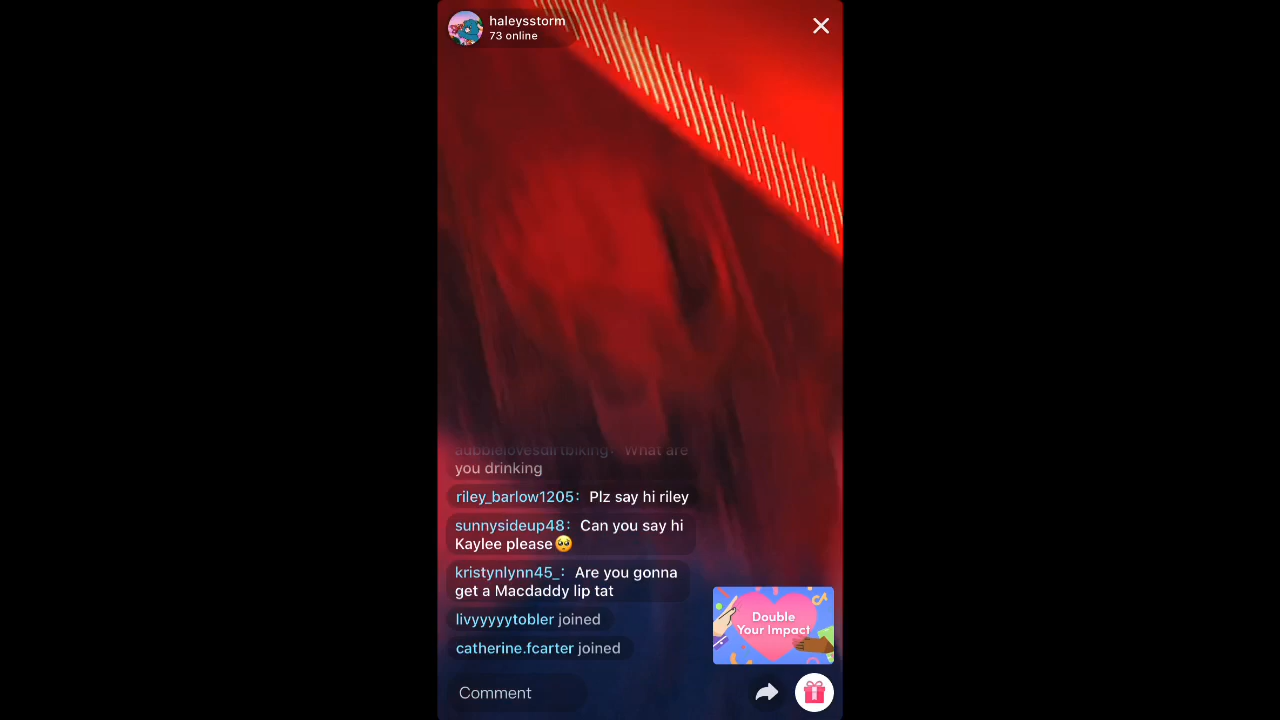 haleysstorm
73 online
What are
you drinking
riley_barlow1205: Plz say hi riley
sunnysideup48: Can you say hi
Kaylee please🥺
kristynlynn45_: Are you gonna
get a Macdaddy lip tat
livyyyyytobler joined
catherine.fcarter joined
Double
Your Impact
Comment